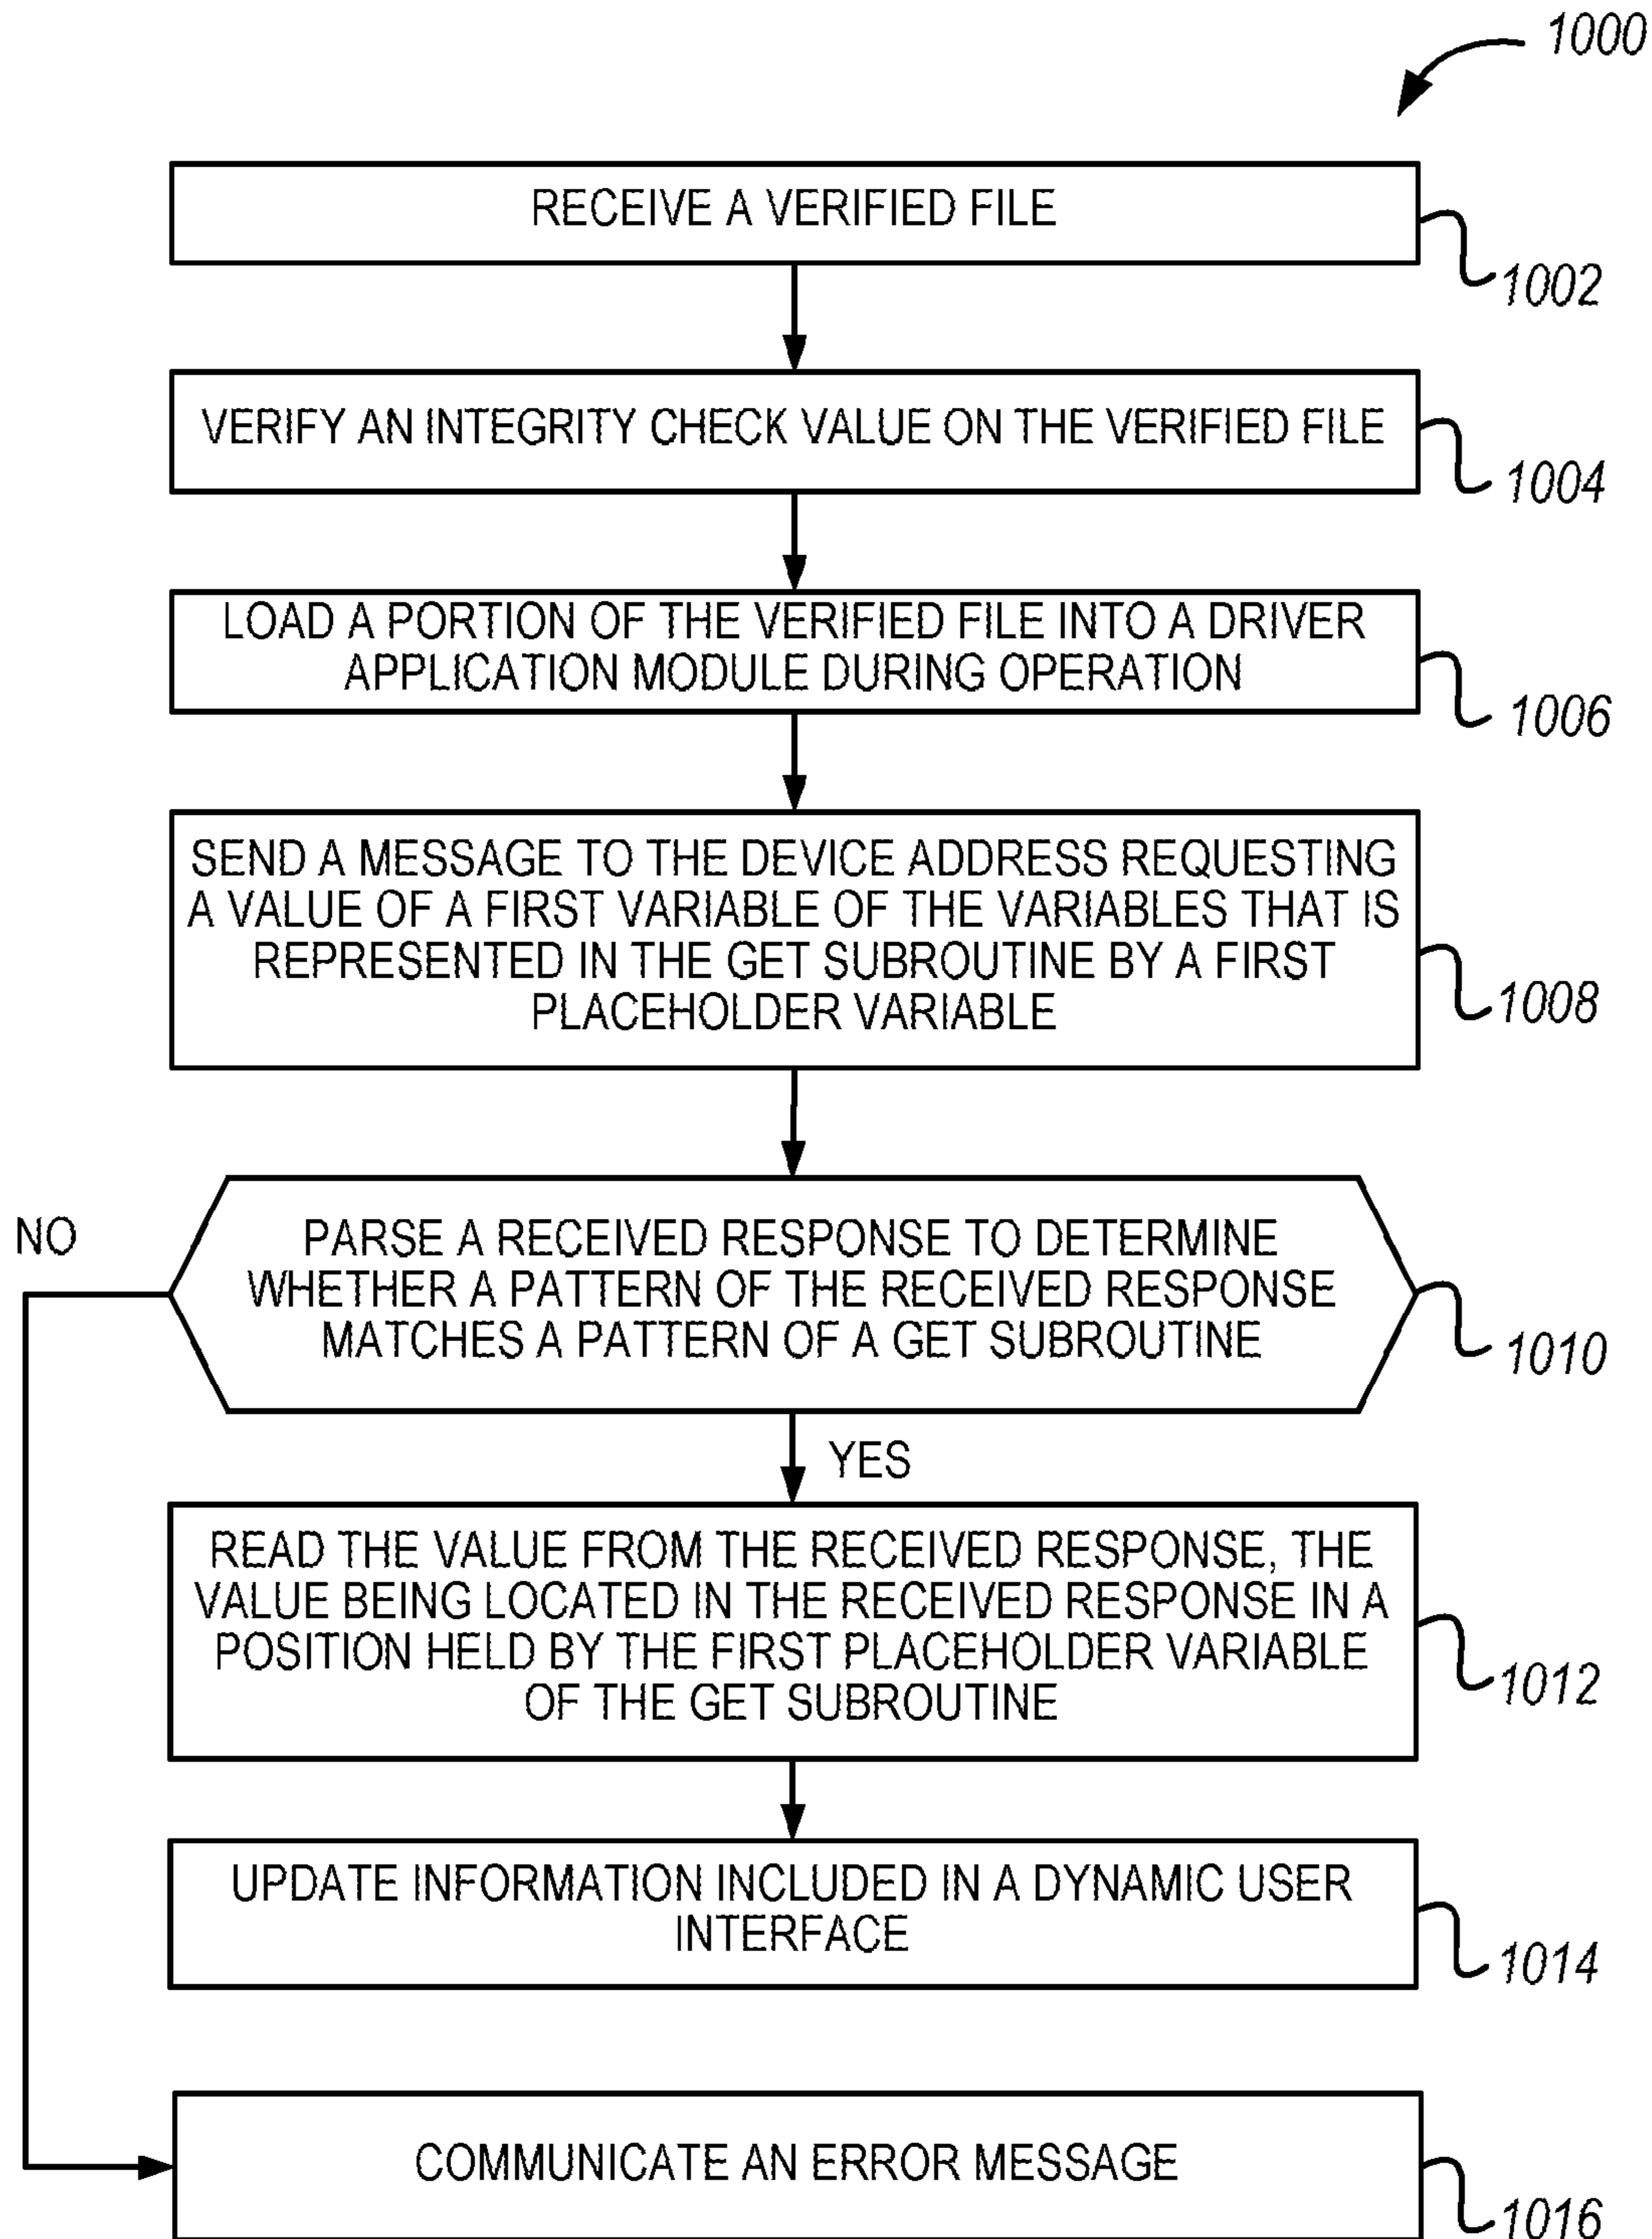 1000
RECEIVE A VERIFIED FILE
1002
VERIFY AN INTEGRITY CHECK VALUE ON THE VERIFIED FILE
1004
LOAD A PORTION OF THE VERIFIED FILE INTO A DRIVER
APPLICATION MODULE DURING OPERATION
1006
SEND A MESSAGE TO THE DEVICE ADDRESS REQUESTING
A VALUE OF A FIRST VARIABLE OF THE VARIABLES THAT IS
REPRESENTED IN THE GET SUBROUTINE BY A FIRST
PLACEHOLDER VARIABLE
1008
NO
PARSE A RECEIVED RESPONSE TO DETERMINE
WHETHER A PATTERN OF THE RECEIVED RESPONSE
MATCHES A PATTERN OF A GET SUBROUTINE
1010
YES
READ THE VALUE FROM THE RECEIVED RESPONSE, THE
VALUE BEING LOCATED IN THE RECEIVED RESPONSE IN A
POSITION HELD BY THE FIRST PLACEHOLDER VARIABLE
OF THE GET SUBROUTINE
1012
UPDATE INFORMATION INCLUDED IN A DYNAMIC USER
INTERFACE
1014
COMMUNICATE AN ERROR MESSAGE
1016